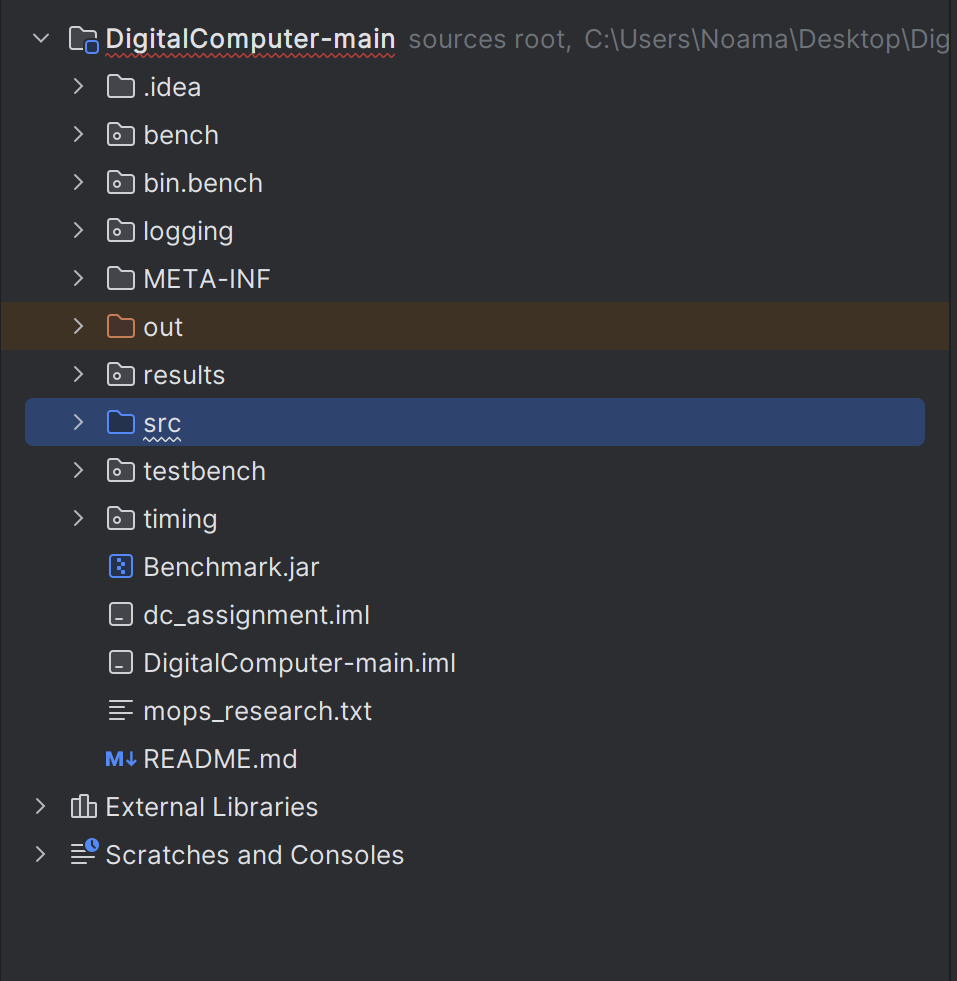 DigitalComputer-main sources root, C:\Users\Noama\Desktop\Dig
.idea
bench
bin.bench
logging
META-INF
out
results
src
testbench
timing
Benchmark.jar
dc_assignment.iml
DigitalComputer-main.iml
mops_research.txt
M↓ README.md
External Libraries
Scratches and Consoles